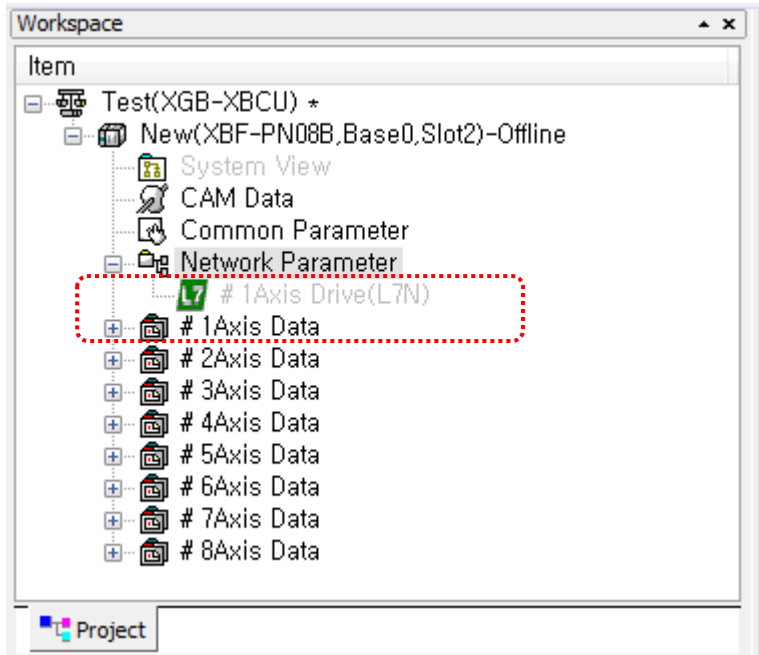 Workspace
Item
Test(XGB-XBCU) *
New(XBF-PN08B,Base0,Slot2)-Offline
System View
CAM Data
Common Parameter
Network Parameter
L7 # 1Axis Drive(L7N)
# 1Axis Data
# 2Axis Data
# 3Axis Data
# 4Axis Data
# 5Axis Data
# 6Axis Data
# 7Axis Data
# 8Axis Data
Project